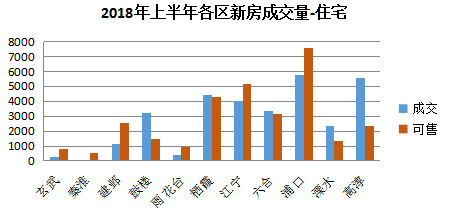 2018年上半年各区新房成交量-住宅
8000
7000
6000
5000
4000
3000
2000
1000
0
玄武
秦淮
建邺
鼓楼
雨花台
栖霞
江宁
六合
浦口
溧水
高淳
成交
可售